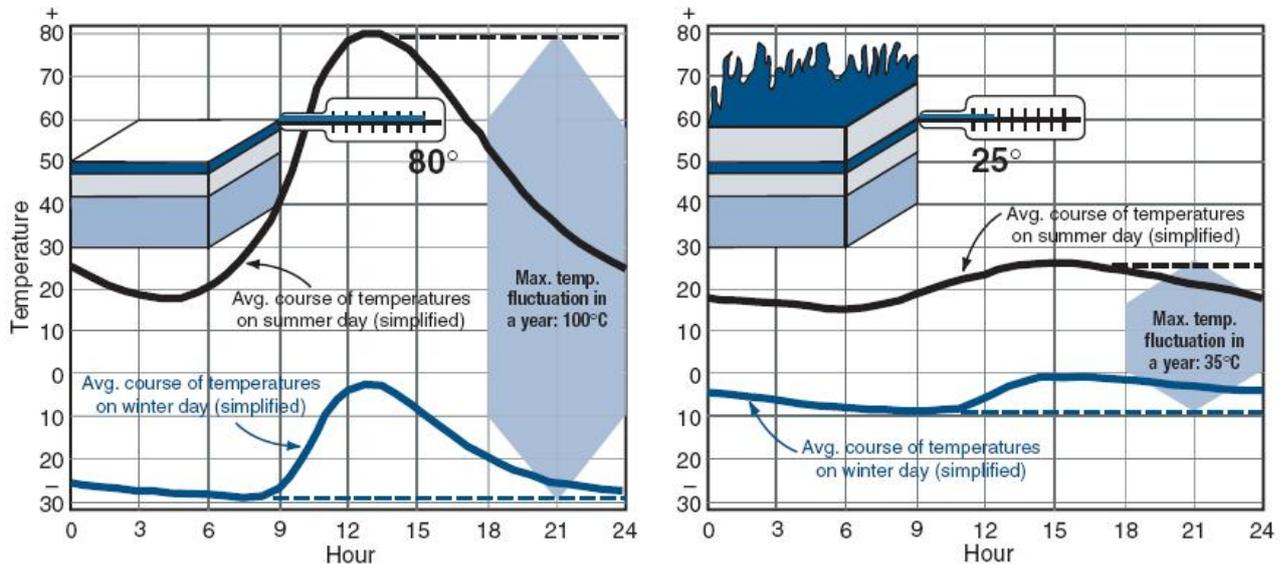 +
80
70
60
50
40
30
20
10
0
10
20
–
30
Temperature
80°
Avg. course of temperatures
on summer day (simplified)
Max. temp.
fluctuation in
a year: 100°C
Avg. course of temperatures
on winter day (simplified)
0 3 6 9 12 15 18 21 24
Hour
+
80
70
60
50
40
30
20
10
0
10
20
–
30
25°
Avg. course of temperatures
on summer day (simplified)
Max. temp.
fluctuation in
a year: 35°C
Avg. course of temperatures
on winter day (simplified)
0 3 6 9 12 15 18 21 24
Hour